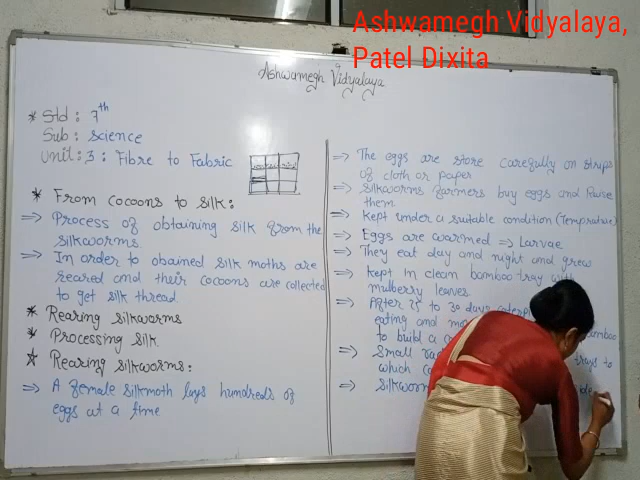 Ashwamegh Vidyalaya,
Patel Dixita
Ashwamegh Vidyalaya
* Std : 7th
Sub : Science
Unit : 3 : Fibre to Fabric
* From cocoons to silk :
⇒ Process of obtaining silk from the
silkworms.
⇒ In order to obained silk moths are
reared and their cocoons are collected
to get silk thread.
* Rearing silkworms
* Processing silk
* Rearing silkworms :
⇒ A female silkmoth lays hundreds of
eggs at a time
⇒ The eggs are store carefully on strips
of cloth or paper
⇒ Silkworms farmers buy eggs and Raise
them.
⇒ Kept under a suitable condition (Temprature)
⇒ Eggs are warmed ⇒ Larvae
⇒ They eat day and night and grew
⇒ Kept in clean bamboo tray with
mulberry leaves.
⇒ After 25 to 30 days
eating and
to build a
⇒ Small trays to
which
⇒ Silkworm